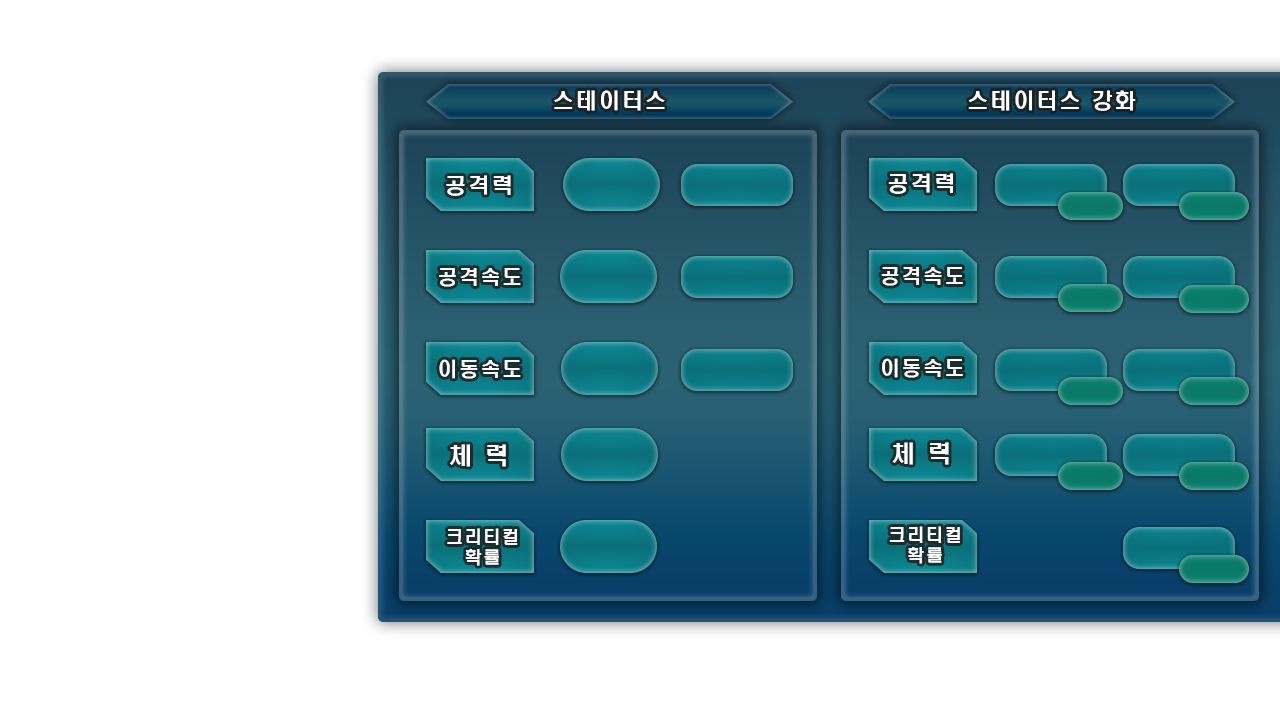 스테이터스
공격력
공격속도
이동속도
체 력
크리티컬
확률
스테이터스 강화
공격력
공격속도
이동속도
체 력
크리티컬
확률